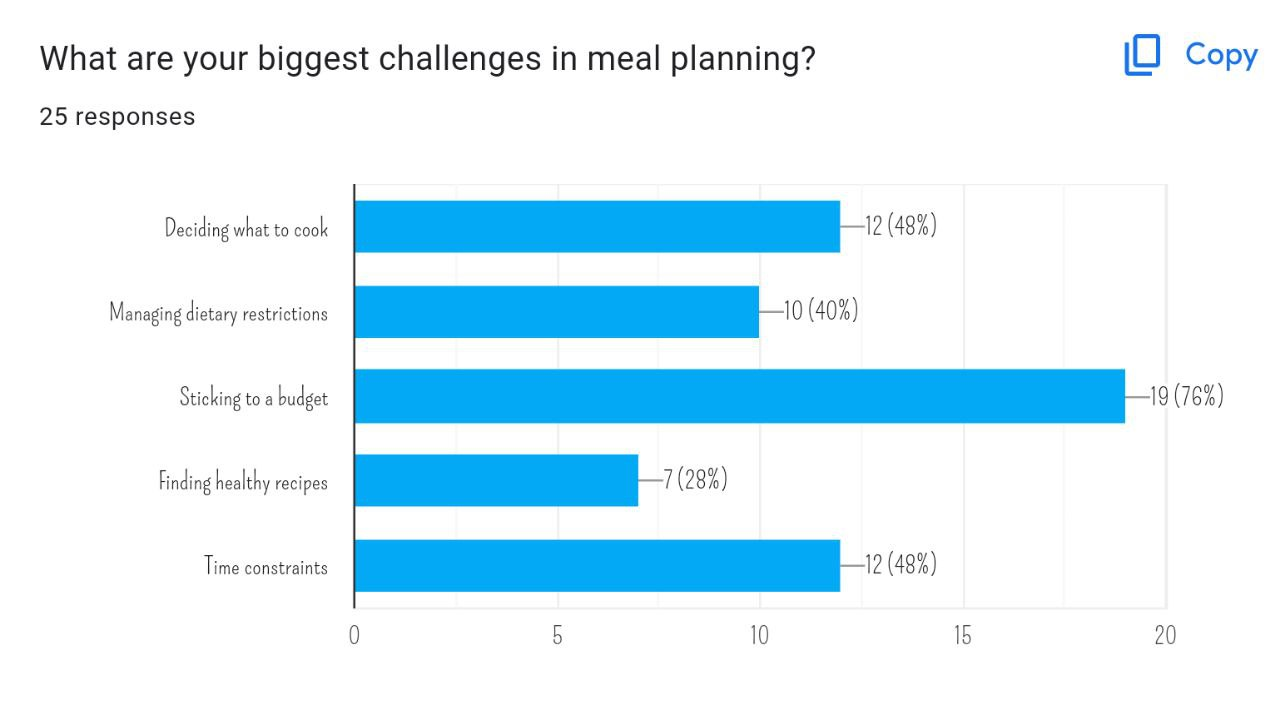 What are your biggest challenges in meal planning?
Copy
25 responses
Deciding what to cook
12 (48%)
Managing dietary restrictions
10 (40%)
Sticking to a budget
19 (76%)
Finding healthy recipes
7 (28%)
Time constraints
12 (48%)
0 5 10 15 20